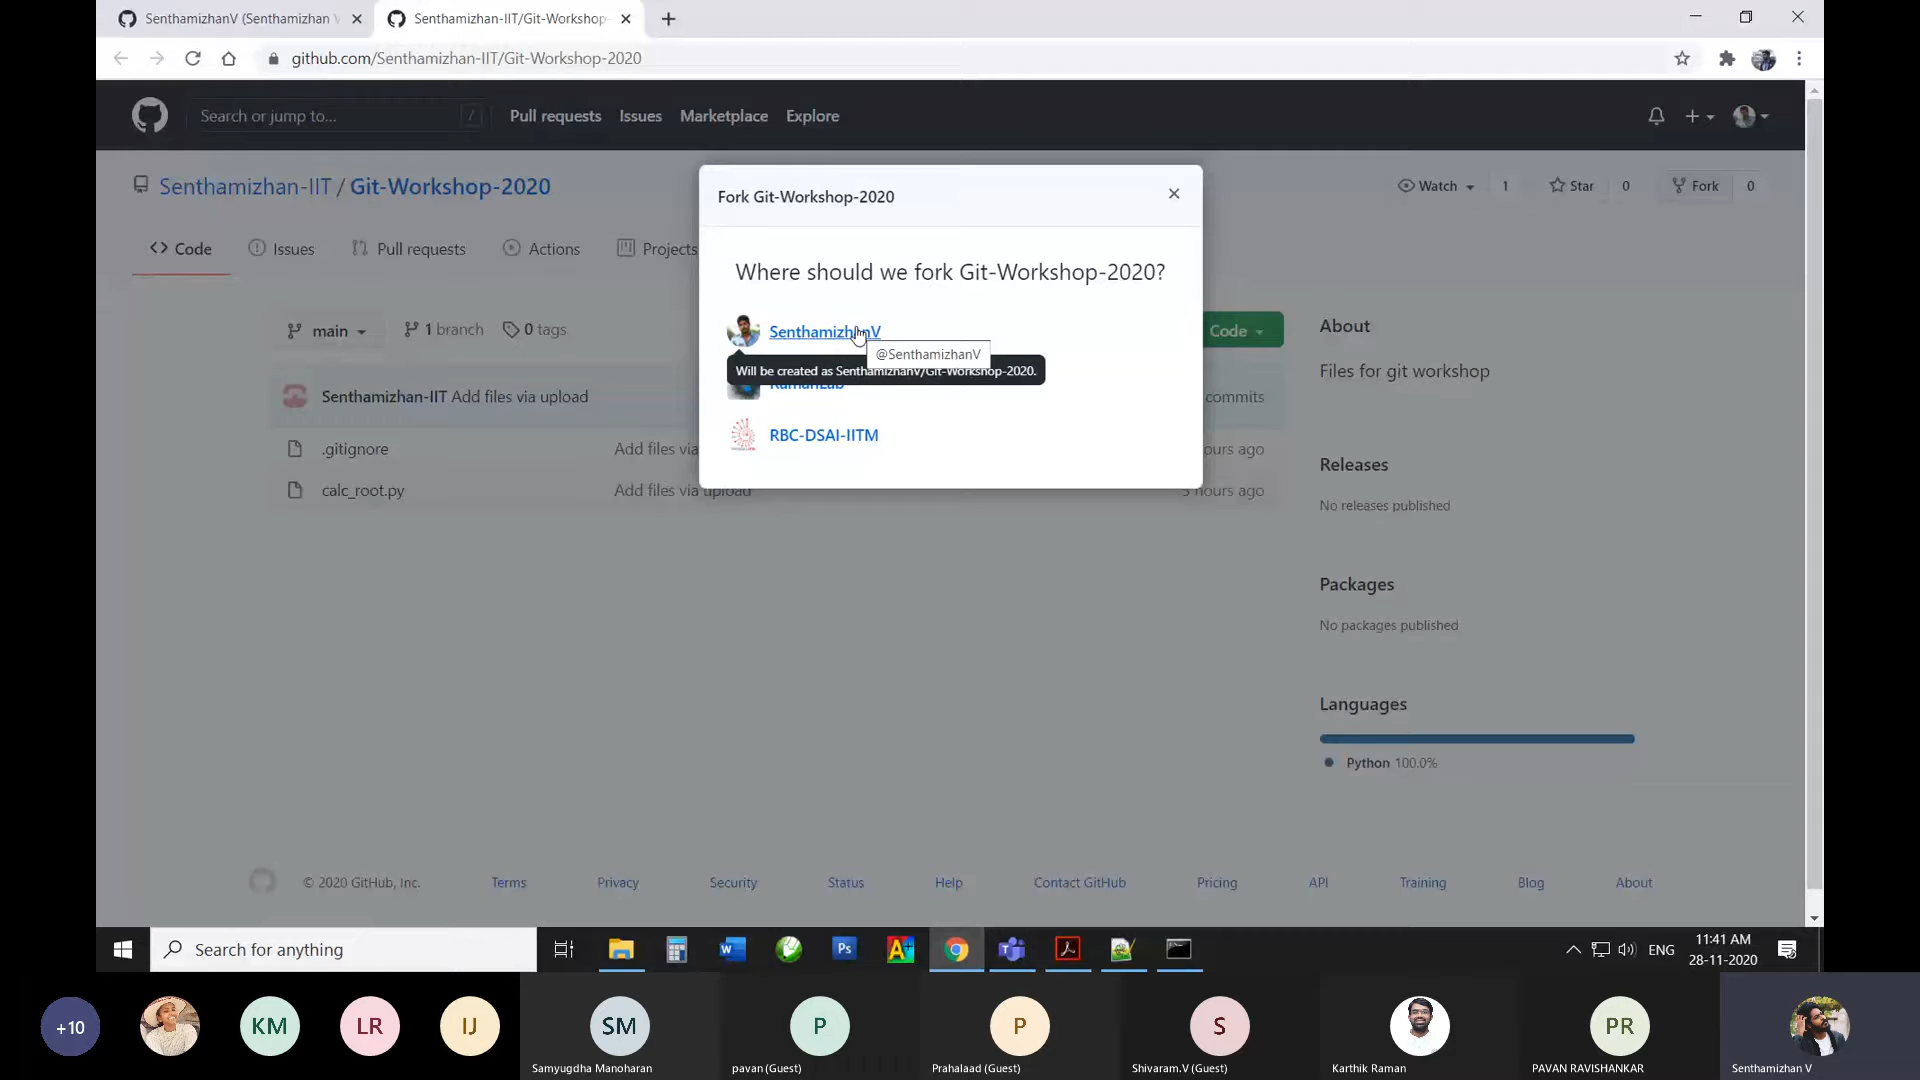 SenthamizhanV (Senthamizhan V
Senthamizhan-IIT/Git-Workshop-
github.com/Senthamizhan-IIT/Git-Workshop-2020
Search or jump to...
/
Pull requests
Issues
Marketplace
Explore
Senthamizhan-IIT / Git-Workshop-2020
Watch
1
Star
0
Fork
0
Code
Issues
Pull requests
Actions
Projects
Fork Git-Workshop-2020
Where should we fork Git-Workshop-2020?
SenthamizhanV
@SenthamizhanV
Will be created as SenthamizhanV/Git-Workshop-2020.
RamanLab
RBC-DSAI-IITM
main
1 branch
0 tags
Code
Senthamizhan-IIT Add files via upload
commits
.gitignore
Add files via
ours ago
calc_root.py
Add files via upload
3 hours ago
About
Files for git workshop
Releases
No releases published
Packages
No packages published
Languages
Python 100.0%
© 2020 GitHub, Inc.
Terms
Privacy
Security
Status
Help
Contact GitHub
Pricing
API
Training
Blog
About
Search for anything
ENG
11:41 AM
28-11-2020
+10
KM
LR
IJ
SM
Samyugdha Manoharan
P
pavan (Guest)
P
Prahalaad (Guest)
S
Shivaram.V (Guest)
Karthik Raman
PR
PAVAN RAVISHANKAR
Senthamizhan V